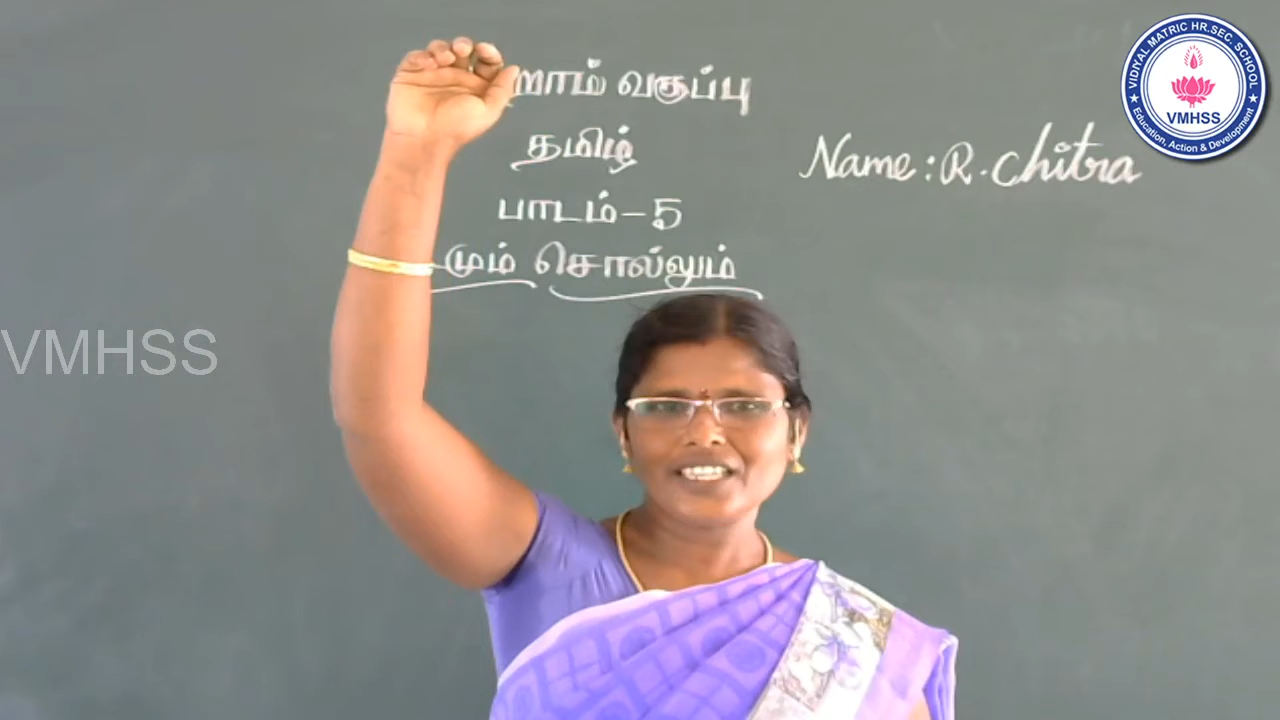 வகுப்பு
தமிழ்
பாடம் - 5
சொல்லும்
Name : R. Chitra
VIDIYAL MATRIC HR.SEC. SCHOOL
VMHSS
Education, Action & Development
VMHSS